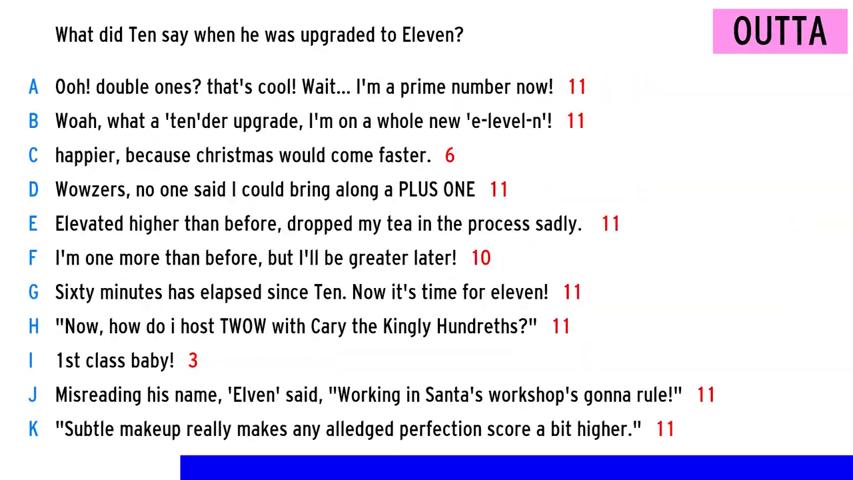 What did Ten say when he was upgraded to Eleven?
OUTTA
A Ooh! double ones? that's cool! Wait... I'm a prime number now! 11
B Woah, what a 'ten'der upgrade, I'm on a whole new 'e-level-n'! 11
C happier, because christmas would come faster. 6
D Wowzers, no one said I could bring along a PLUS ONE 11
E Elevated higher than before, dropped my tea in the process sadly. 11
F I'm one more than before, but I'll be greater later! 10
G Sixty minutes has elapsed since Ten. Now it's time for eleven! 11
H "Now, how do i host TWOW with Cary the Kingly Hundreths?" 11
I 1st class baby! 3
J Misreading his name, 'Elven' said, "Working in Santa's workshop's gonna rule!" 11
K "Subtle makeup really makes any alledged perfection score a bit higher." 11